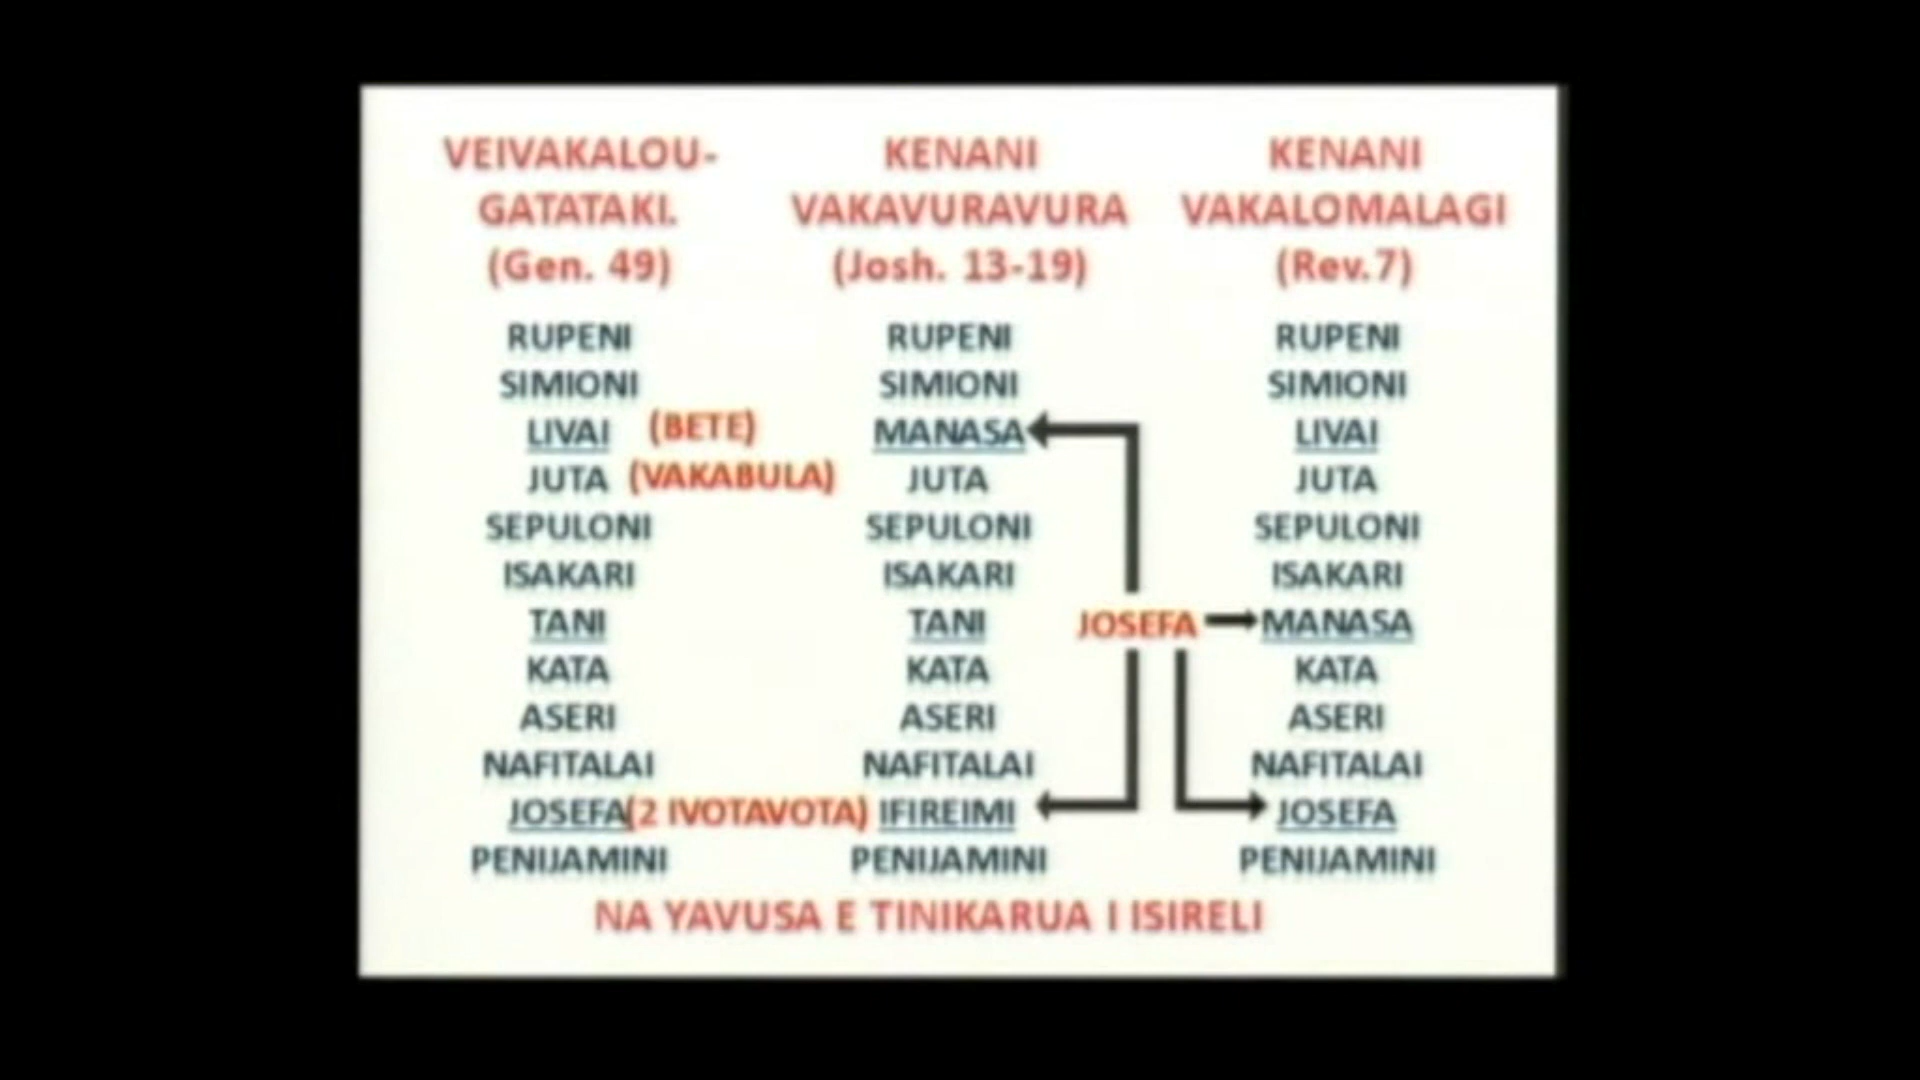 VEIVAKALOU-
GATATAKI.
(Gen. 49)
RUPENI
SIMIONI
LIVAI (BETE)
JUTA (VAKABULA)
SEPULONI
ISAKARI
TANI
KATA
ASERI
NAFITALAI
JOSEFA(2 IVOTAVOTA)
PENIJAMINI
KENANI
VAKAVURAVURA
(Josh. 13-19)
RUPENI
SIMIONI
MANASA
JUTA
SEPULONI
ISAKARI
TANI
KATA
ASERI
NAFITALAI
IFIREIMI
PENIJAMINI
JOSEFA
KENANI
VAKALOMALAGI
(Rev.7)
RUPENI
SIMIONI
LIVAI
JUTA
SEPULONI
ISAKARI
MANASA
KATA
ASERI
NAFITALAI
JOSEFA
PENIJAMINI
NA YAVUSA E TINIKARUA I ISIRELI